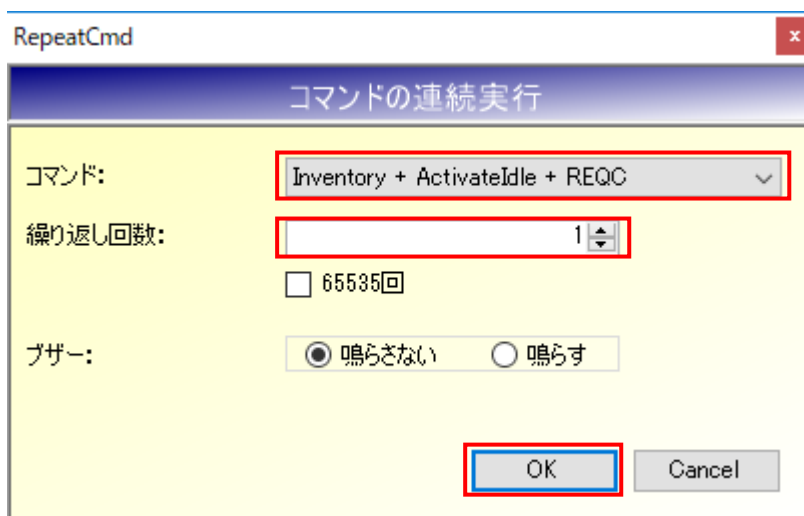 RepeatCmd
x
コマンドの連続実行
コマンド: Inventory + ActivateIdle + REQC
繰り返し回数: 1
65535回
ブザー: 鳴らさない 鳴らす
OK Cancel